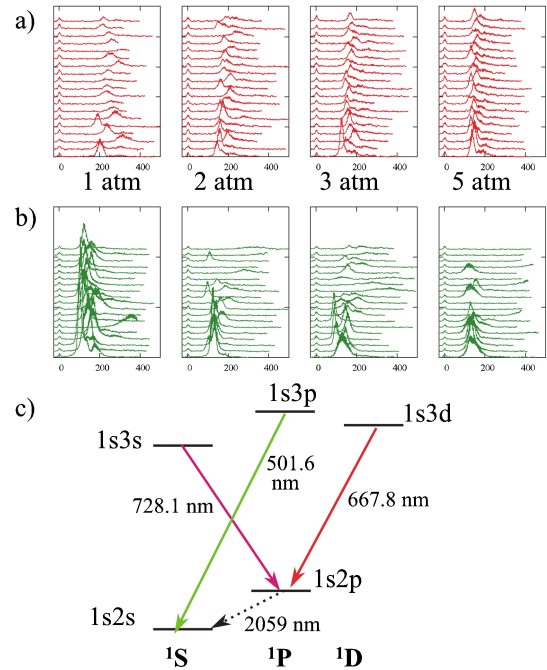 a)
0 200 400
0 200 400
0 200 400
0 200 400
1 atm
2 atm
3 atm
5 atm
b)
0 200 400
0 200 400
0 200 400
0 200 400
c)
1s3p
1s3d
1s3s
501.6
nm
728.1 nm
667.8 nm
1s2p
1s2s
2059 nm
¹S
¹P
¹D